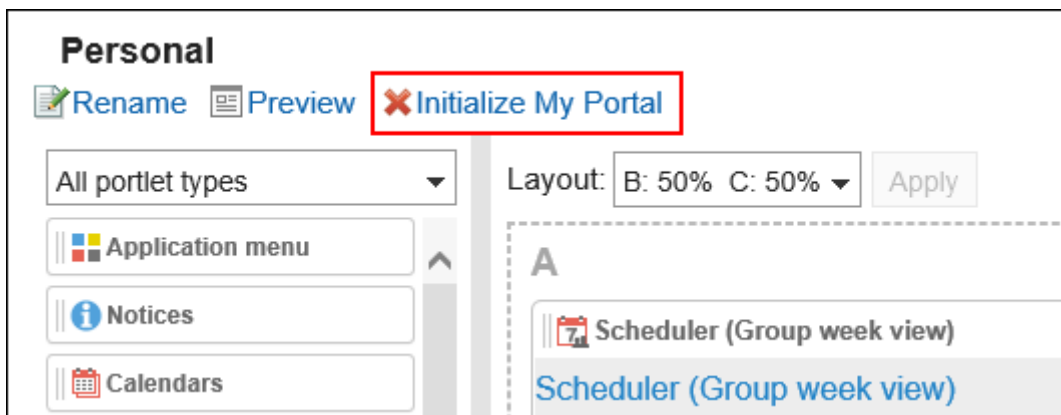 Personal
Rename Preview Initialize My Portal
All portlet types
Layout: B: 50% C: 50% Apply
Application menu
A
Notices
Scheduler (Group week view)
Calendars
Scheduler (Group week view)